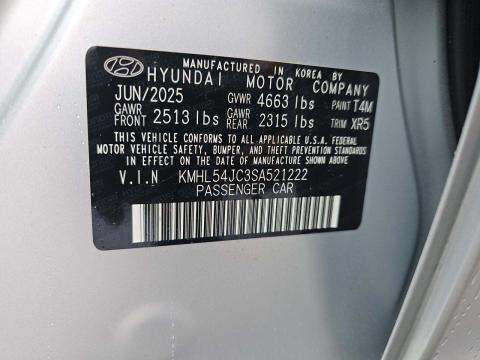 MANUFACTURED IN KOREA BY
HYUNDAI MOTOR COMPANY
JUN/2025 GVWR 4663 lbs PAINT T4M
GAWR FRONT 2513 lbs GAWR REAR. 2315 lbs TRIM XR5
THIS VEHICLE CONFORMS TO ALL APPLICABLE U.S.A. FEDERAL
MOTOR VEHICLE SAFETY, BUMPER, AND THEFT PREVENTION STANDARDS
IN EFFECT ON THE DATE OF MANUFACTURE SHOWN ABOVE.
V.I.N KMHL54JC3SA521222
PASSENGER CAR